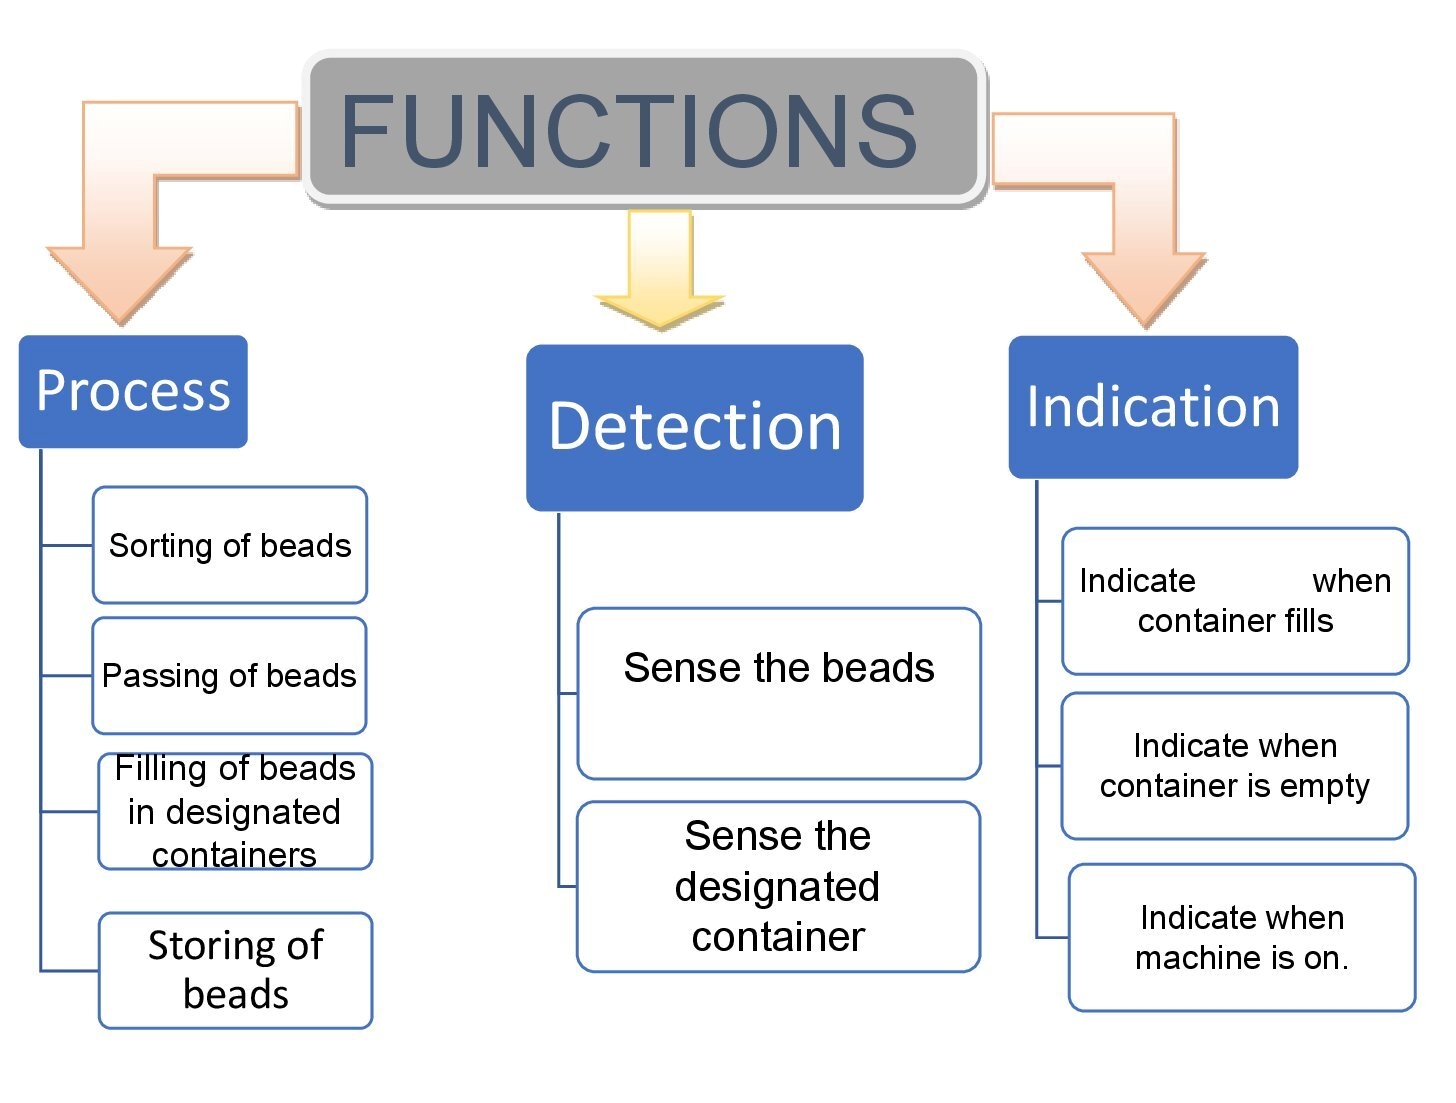 FUNCTIONS
Process
Sorting of beads
Passing of beads
Filling of beads
in designated
containers
Storing of
beads
Detection
Sense the beads
Sense the
designated
container
Indication
Indicate when
container fills
Indicate when
container is empty
Indicate when
machine is on.